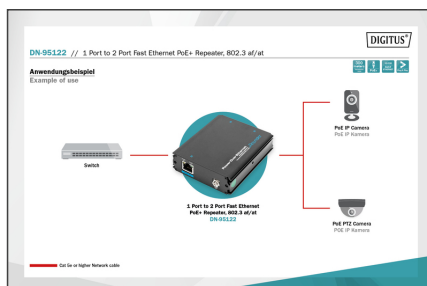 DIGITUS®
DN-95122 // 1 Port to 2 Port Fast Ethernet PoE+ Repeater, 802.3 af/at
Anwendungsbeispiel
Example of use
PoE IP Camera
POE IP Kamera
Switch
1 Port to 2 Port Fast Ethernet
PoE+ Repeater, 802.3 af/at
DN-95122
PoE PTZ Camera
POE IP Kamera
Cat 5e or higher Network cable